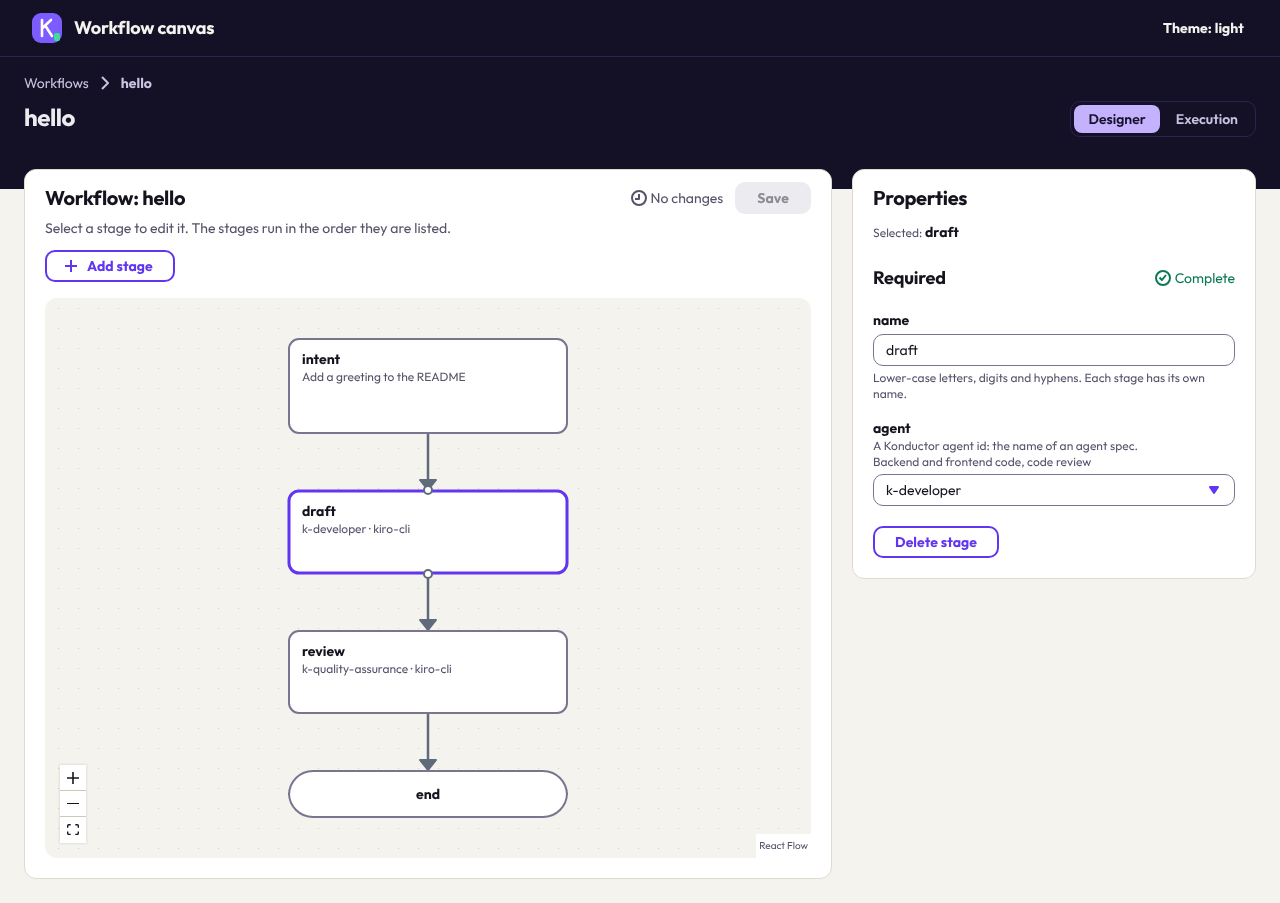 K
Workflow canvas
Theme: light
Workflows
hello
hello
Designer
Execution
Workflow: hello
No changes
Save
Select a stage to edit it. The stages run in the order they are listed.
Add stage
intent
Add a greeting to the README
draft
k-developer · kiro-cli
review
k-quality-assurance · kiro-cli
end
React Flow
Properties
Selected: draft
Required
Complete
name
draft
Lower-case letters, digits and hyphens. Each stage has its own
name.
agent
A Konductor agent id: the name of an agent spec.
Backend and frontend code, code review
k-developer
Delete stage